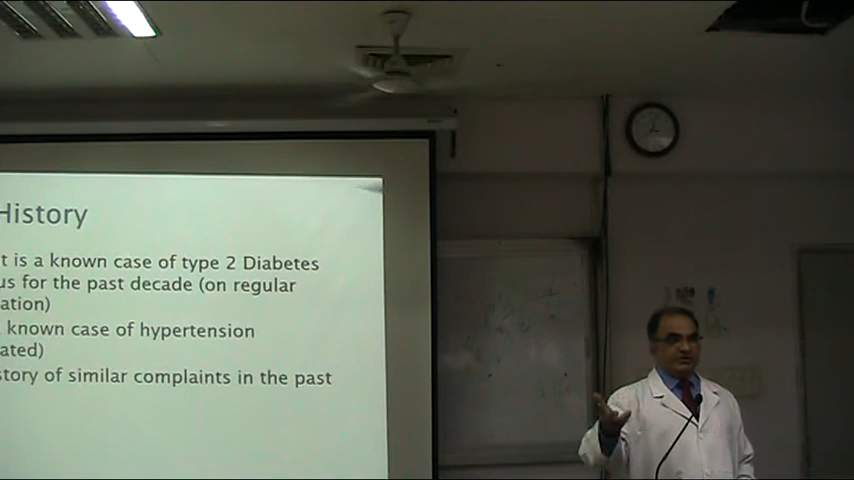 History
t is a known case of type 2 Diabetes
us for the past decade (on regular
ation)
known case of hypertension
ated)
story of similar complaints in the past